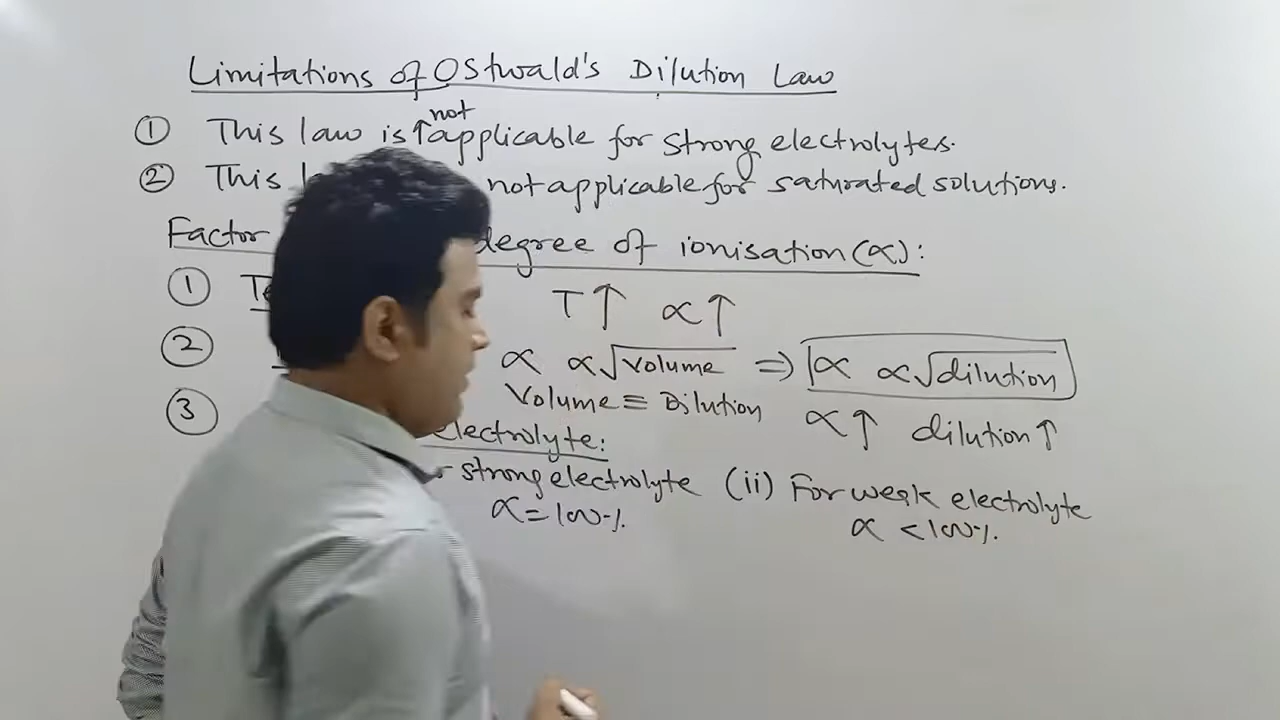 Limitations of Ostwald's Dilution Law
① This law is ↑not applicable for strong electrolytes.
② This not applicable for saturated solutions.
Factor degree of ionisation (∝):
① T↑ ∝↑
② ∝ ∝√volume ⇒ ∝ ∝√dilution
Volume ≡ Dilution ∝↑ dilution↑
③ electrolyte:
strong electrolyte (ii) For weak electrolyte
∝ = 100% ∝ < 100%